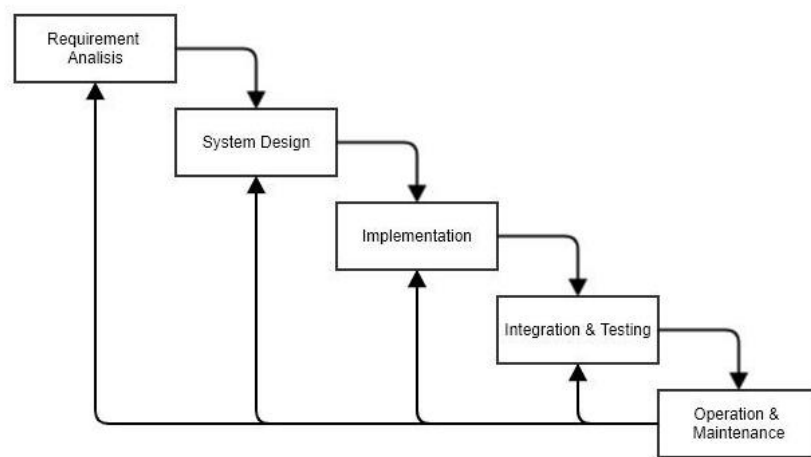 Requirement
Analisis
System Design
Implementation
Integration & Testing
Operation &
Maintenance